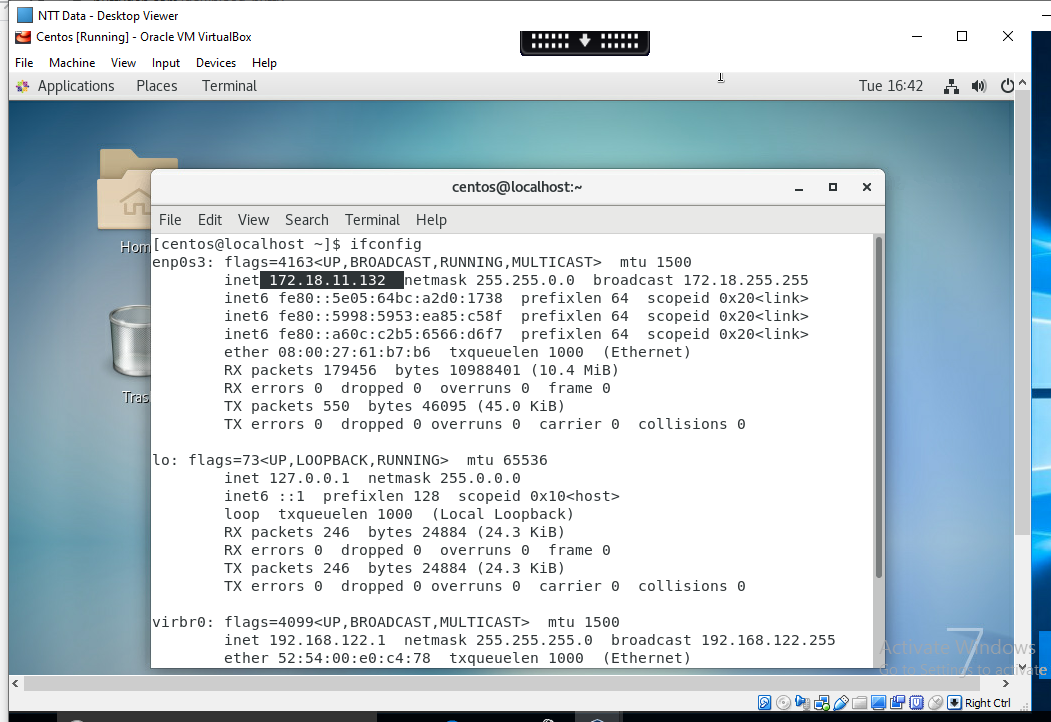 NTT Data - Desktop Viewer
Centos [Running] - Oracle VM VirtualBox
File Machine View Input Devices Help
Applications Places Terminal Tue 16:42
centos@localhost:~
File Edit View Search Terminal Help
Hom
Tras
[centos@localhost ~]$ ifconfig
enp0s3: flags=4163<UP,BROADCAST,RUNNING,MULTICAST>  mtu 1500
        inet 172.18.11.132  netmask 255.255.0.0  broadcast 172.18.255.255
        inet6 fe80::5e05:64bc:a2d0:1738  prefixlen 64  scopeid 0x20<link>
        inet6 fe80::5998:5953:ea85:c58f  prefixlen 64  scopeid 0x20<link>
        inet6 fe80::a60c:c2b5:6566:d6f7  prefixlen 64  scopeid 0x20<link>
        ether 08:00:27:61:b7:b6  txqueuelen 1000  (Ethernet)
        RX packets 179456  bytes 10988401 (10.4 MiB)
        RX errors 0  dropped 0  overruns 0  frame 0
        TX packets 550  bytes 46095 (45.0 KiB)
        TX errors 0  dropped 0 overruns 0  carrier 0  collisions 0
lo: flags=73<UP,LOOPBACK,RUNNING>  mtu 65536
        inet 127.0.0.1  netmask 255.0.0.0
        inet6 ::1  prefixlen 128  scopeid 0x10<host>
        loop  txqueuelen 1000  (Local Loopback)
        RX packets 246  bytes 24884 (24.3 KiB)
        RX errors 0  dropped 0  overruns 0  frame 0
        TX packets 246  bytes 24884 (24.3 KiB)
        TX errors 0  dropped 0 overruns 0  carrier 0  collisions 0
virbr0: flags=4099<UP,BROADCAST,MULTICAST>  mtu 1500
        inet 192.168.122.1  netmask 255.255.255.0  broadcast 192.168.122.255
        ether 52:54:00:e0:c4:78  txqueuelen 1000  (Ethernet)
7
Activate Windows
Go to Settings to activate
Right Ctrl